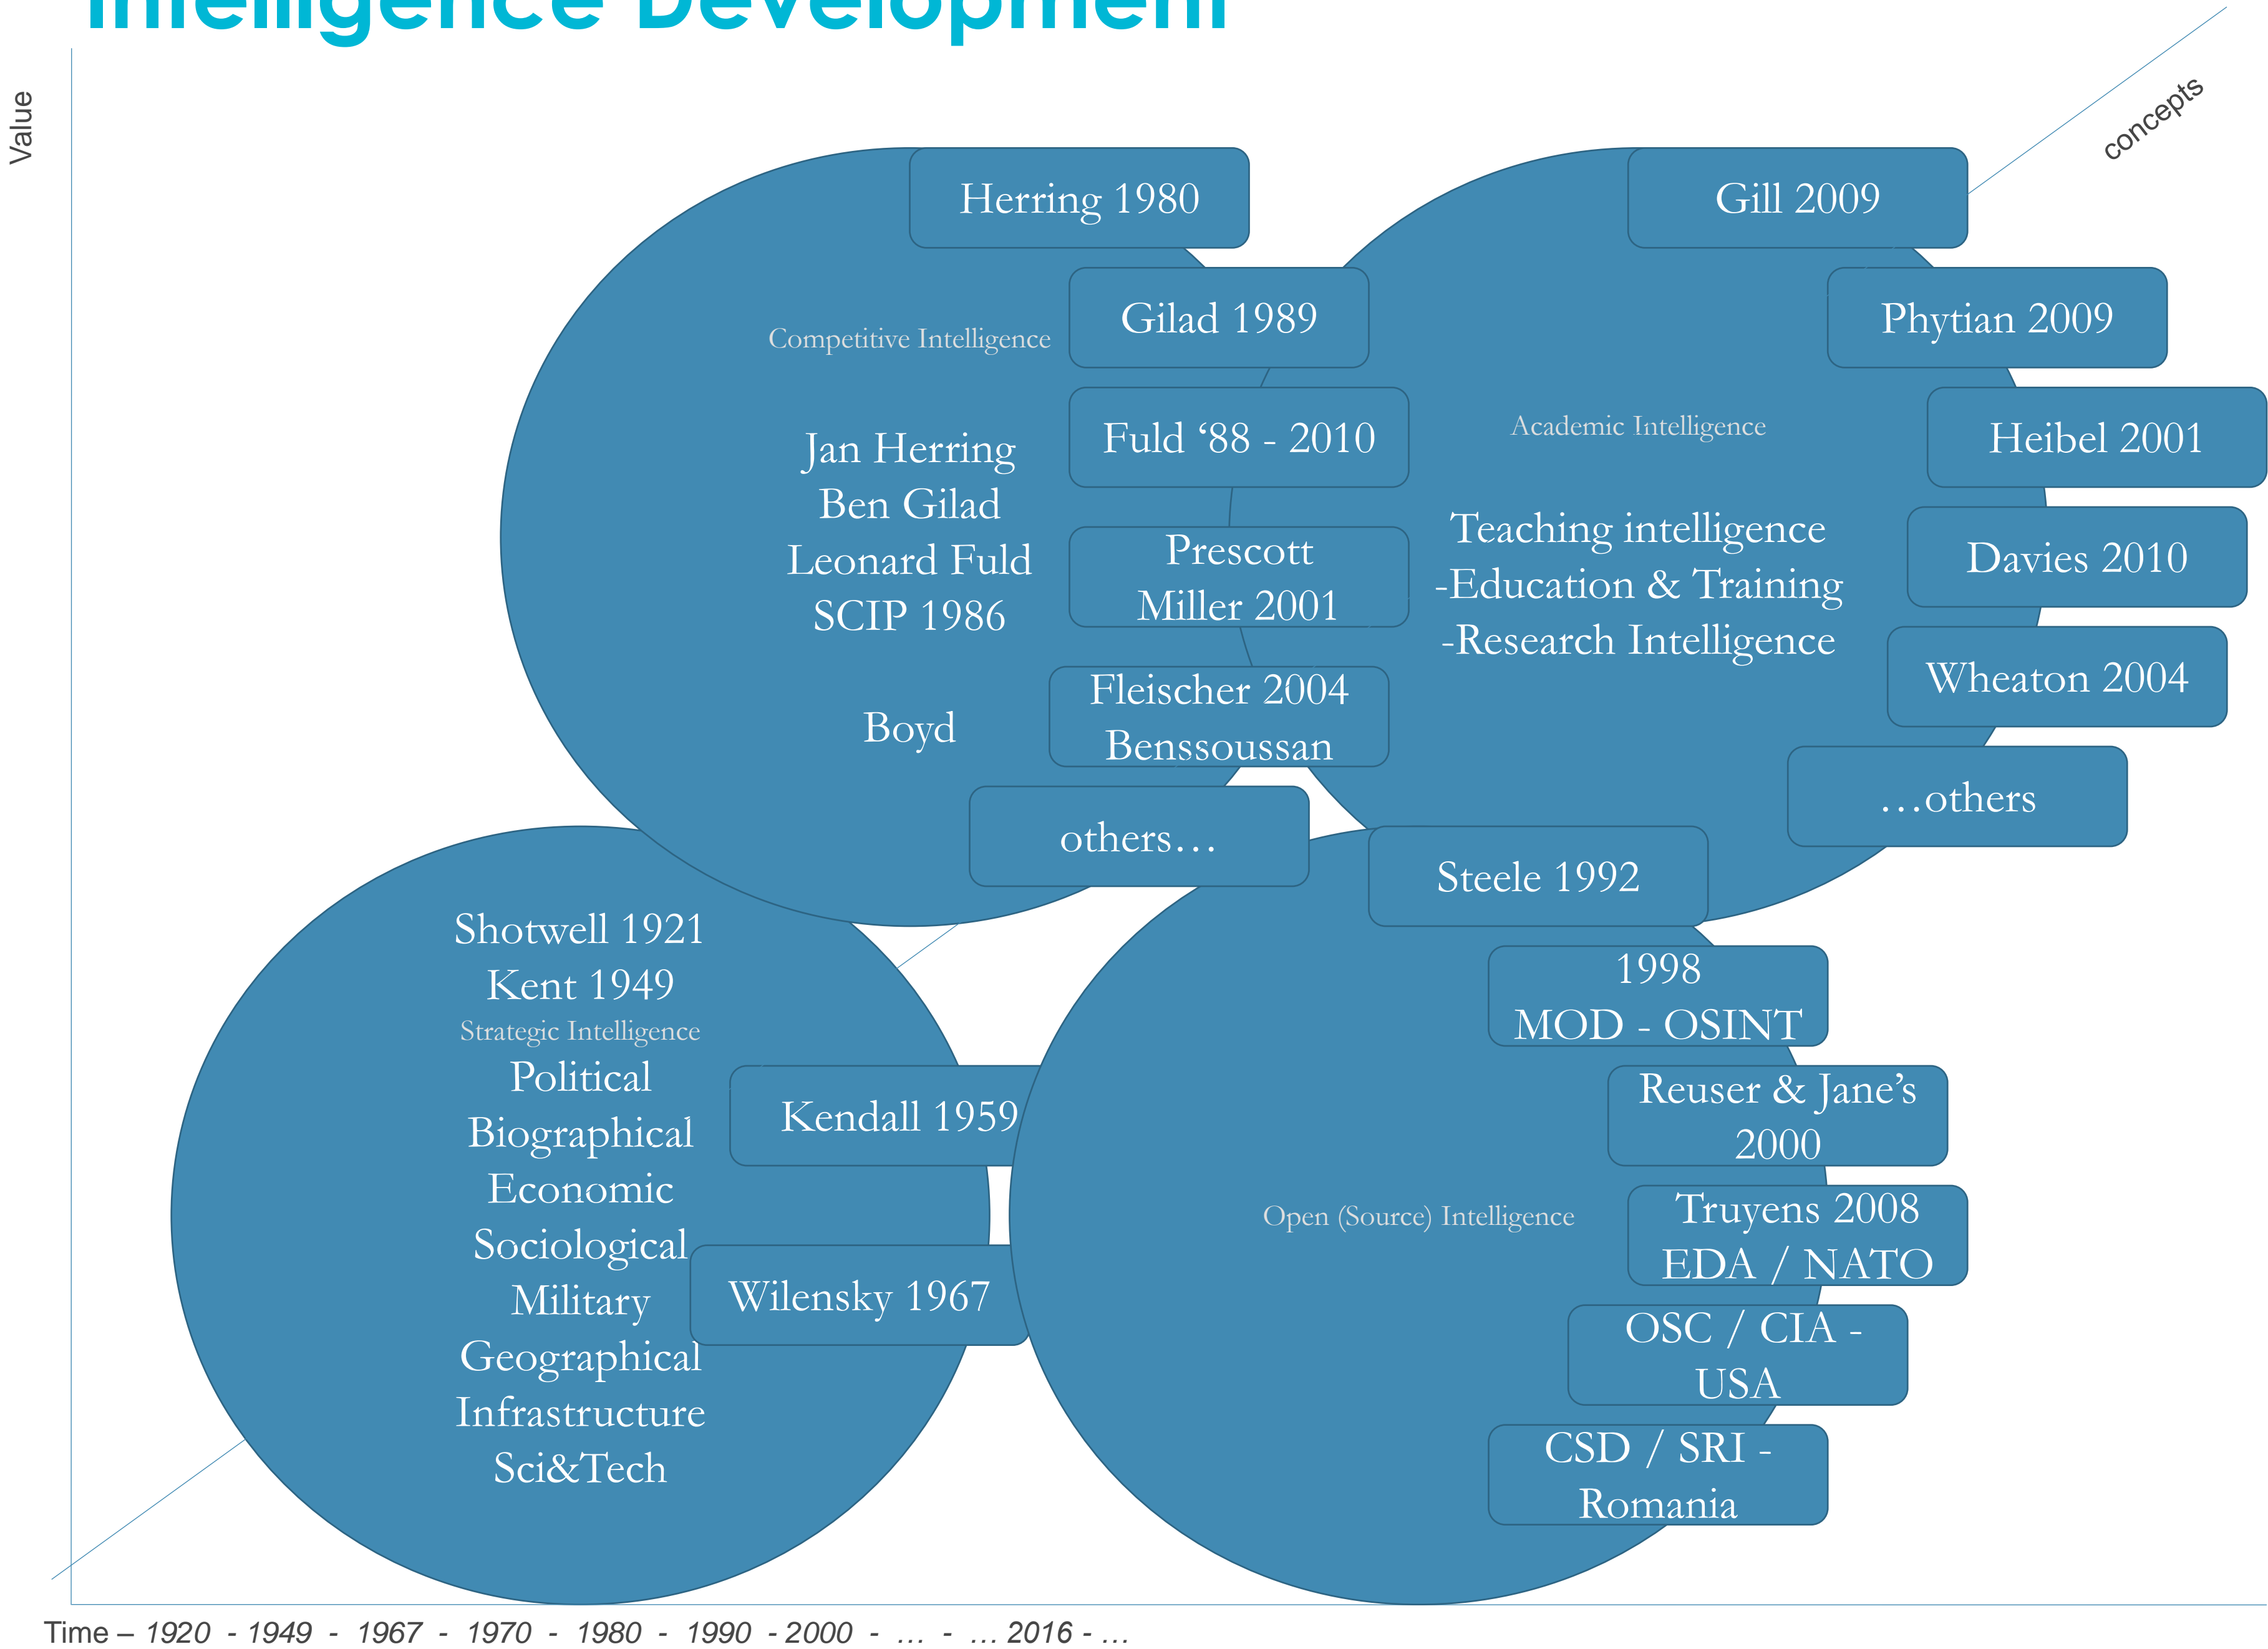 Intelligence Development
Value
concepts
Herring 1980
Gilad 1989
Competitive Intelligence
Fuld ‘88 - 2010
Jan Herring
Ben Gilad
Leonard Fuld
SCIP 1986
Boyd
Prescott
Miller 2001
Fleischer 2004
Benssoussan
others…
Gill 2009
Phytian 2009
Heibel 2001
Academic Intelligence
Teaching intelligence
-Education & Training
-Research Intelligence
Davies 2010
Wheaton 2004
…others
Shotwell 1921
Kent 1949
Strategic Intelligence
Political
Biographical
Economic
Sociological
Military
Geographical
Infrastructure
Sci&Tech
Kendall 1959
Wilensky 1967
Steele 1992
1998
MOD - OSINT
Reuser & Jane’s
2000
Open (Source) Intelligence
Truyens 2008
EDA / NATO
OSC / CIA -
USA
CSD / SRI -
Romania
Time – 1920 - 1949 - 1967 - 1970 - 1980 - 1990 - 2000 - … - … 2016 - …